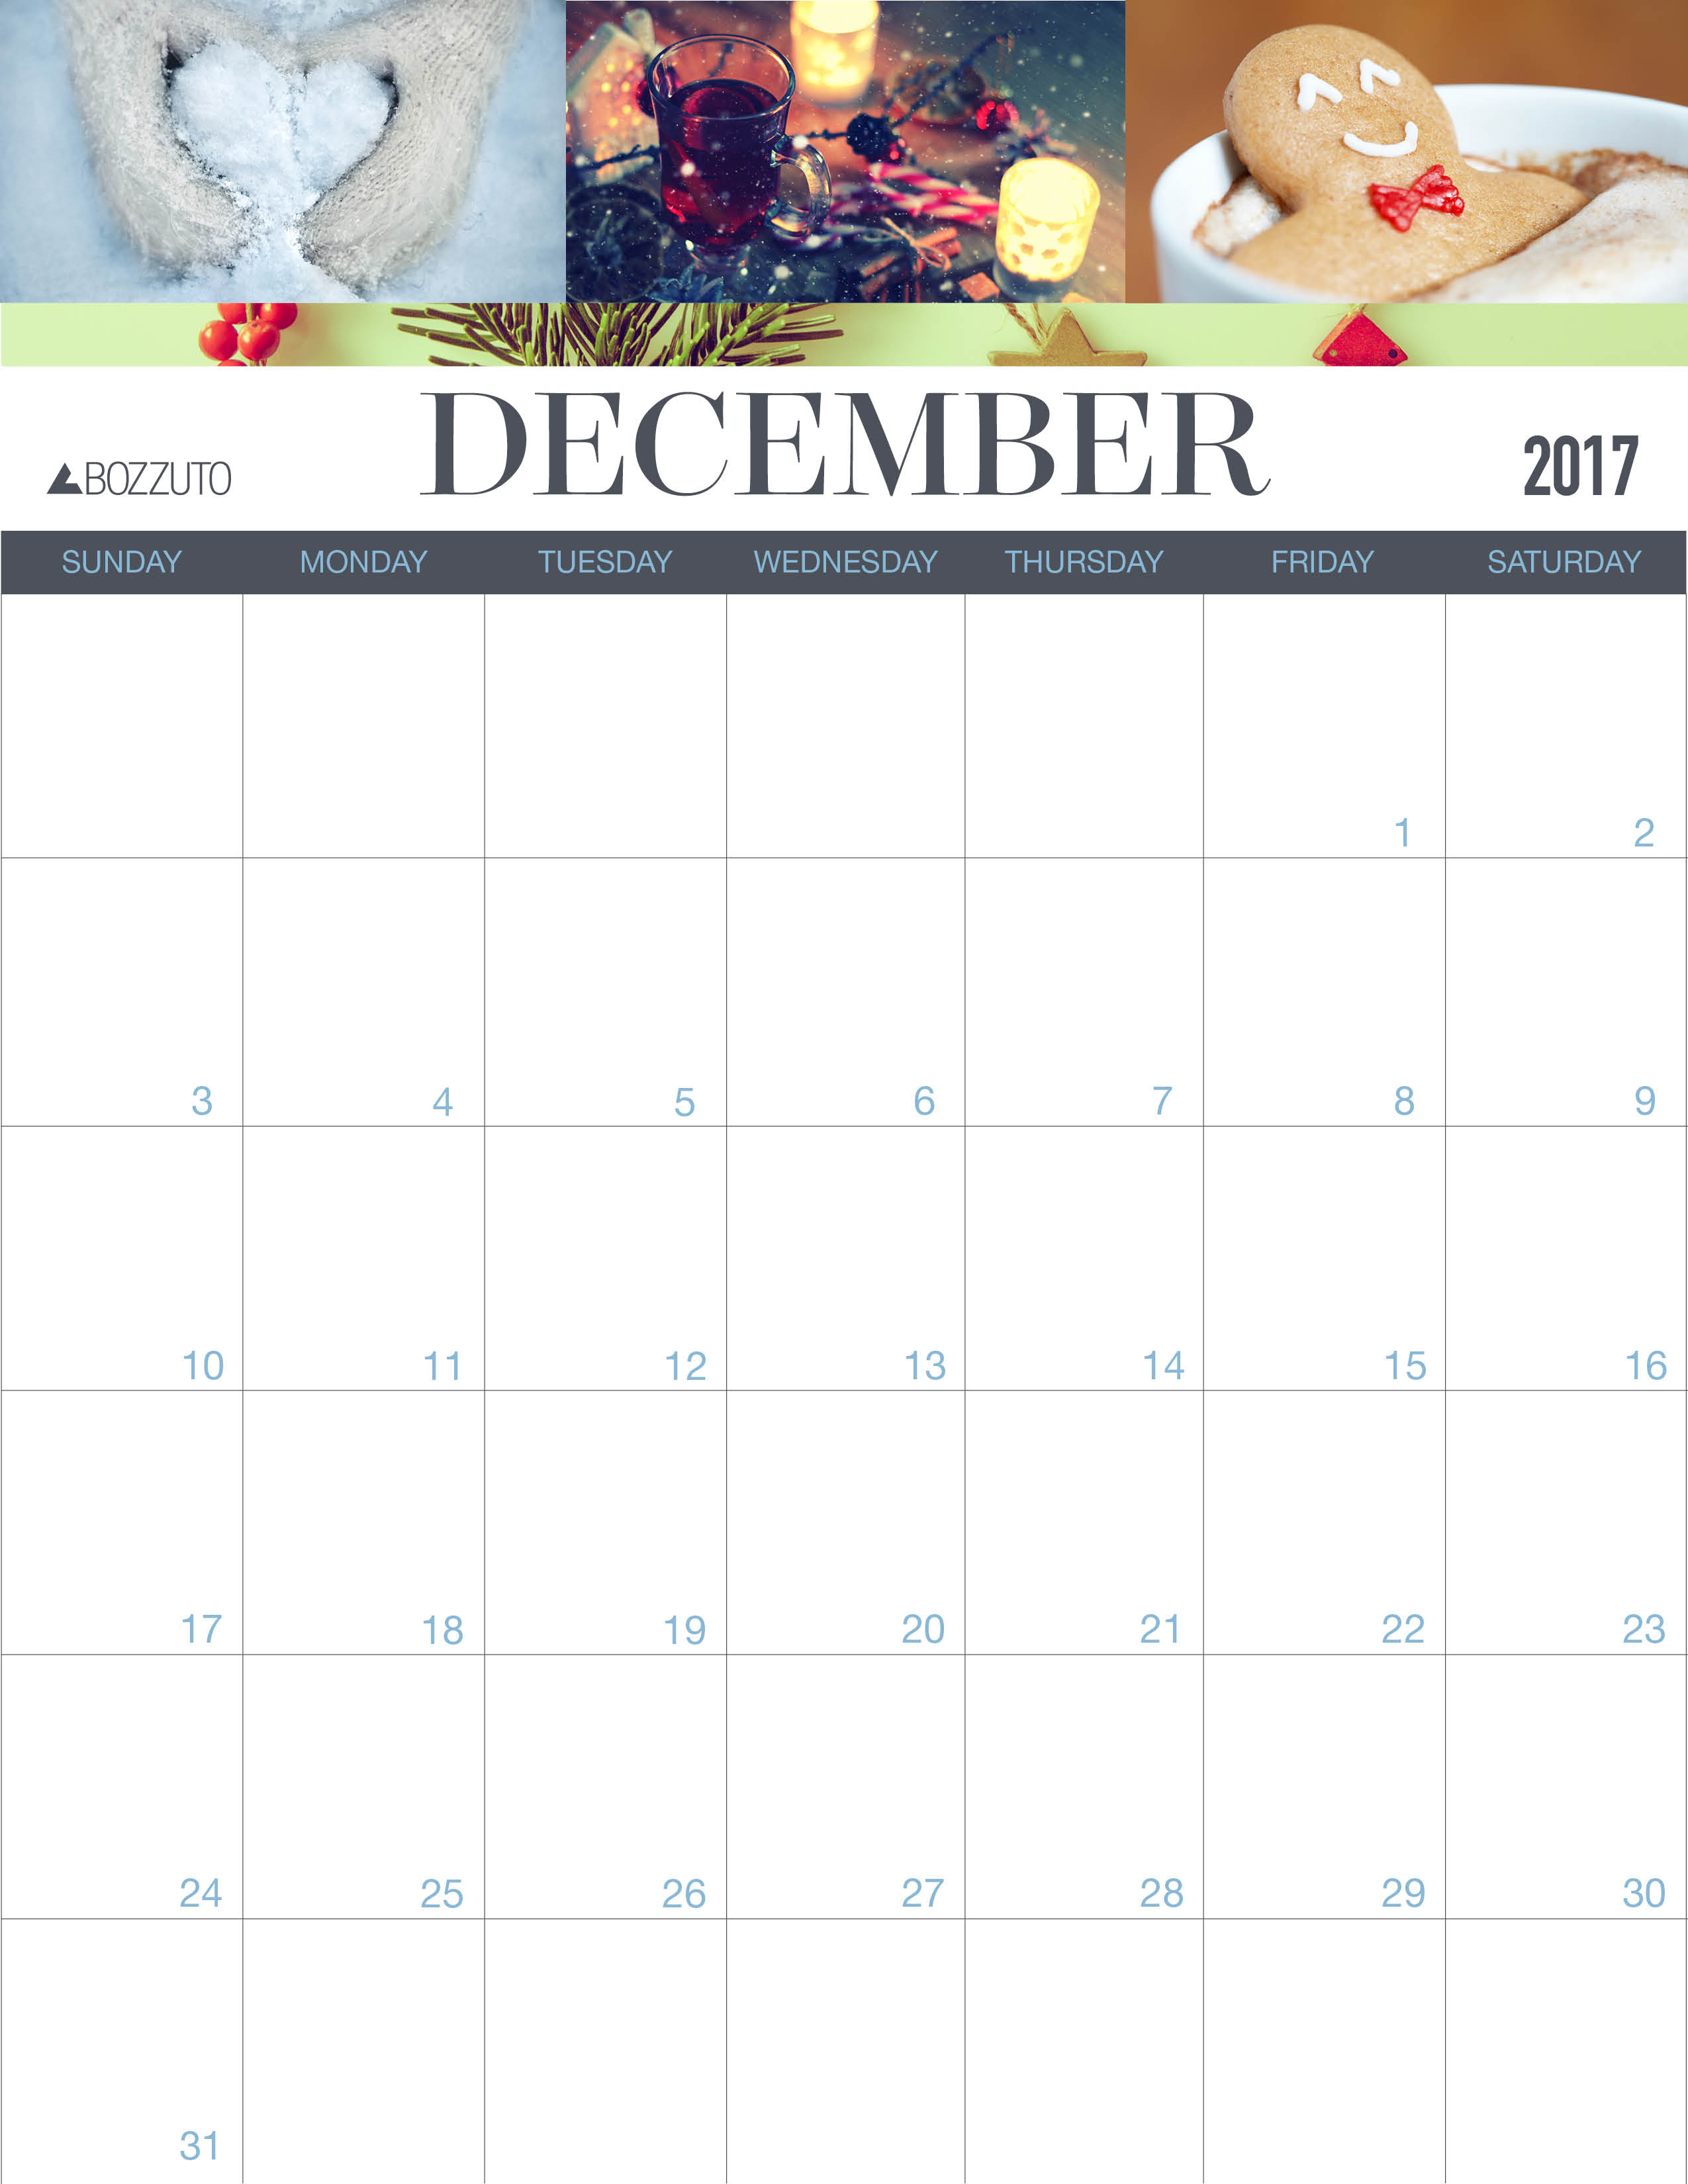 DECEMBER
BOZZUTO 2017
SUNDAY MONDAY TUESDAY WEDNESDAY THURSDAY FRIDAY SATURDAY
1 2
3 4 5 6 7 8 9
10 11 12 13 14 15 16
17 18 19 20 21 22 23
24 25 26 27 28 29 30
31